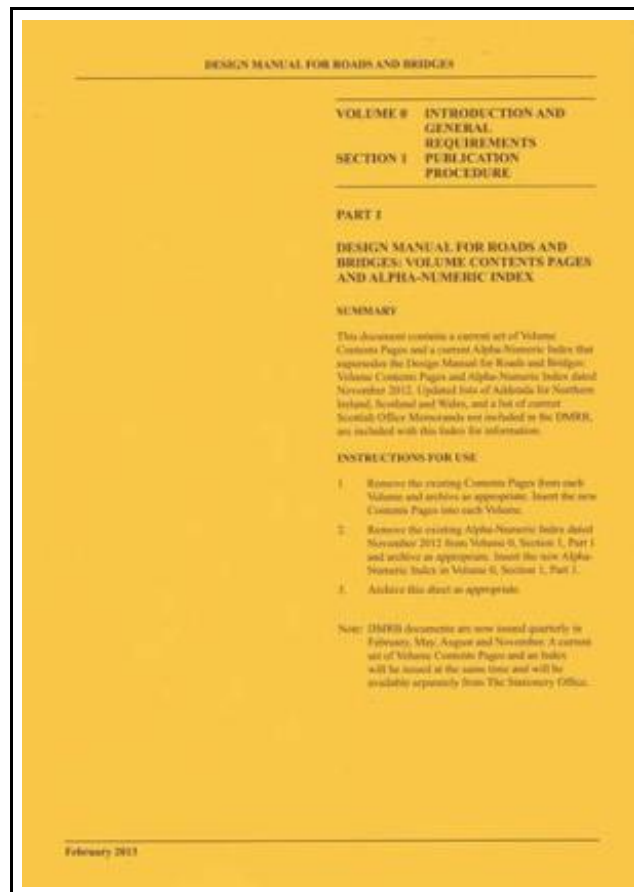 DESIGN MANUAL FOR ROADS AND BRIDGES
VOLUME 0 INTRODUCTION AND
GENERAL
REQUIREMENTS
SECTION 1 PUBLICATION
PROCEDURE
PART 1
DESIGN MANUAL FOR ROADS AND
BRIDGES: VOLUME CONTENTS PAGES
AND ALPHA-NUMERIC INDEX
SUMMARY
This document contains a current set of Volume
Contents Pages and a current Alpha-Numeric Index that
supersedes the Design Manual for Roads and Bridges:
Volume Contents Pages and Alpha-Numeric Index dated
November 2012. Updated lists of Addenda for Northern
Ireland, Scotland and Wales, and a list of current
Scottish Office Memoranda not included in the DMRB,
are included with this Index for information.
INSTRUCTIONS FOR USE
1. Remove the existing Contents Pages from each
Volume and archive as appropriate. Insert the new
Contents Pages into each Volume.
2. Remove the existing Alpha-Numeric Index dated
November 2012 from Volume 0, Section 1, Part 1
and archive as appropriate. Insert the new Alpha-
Numeric Index in Volume 0, Section 1, Part 1.
3. Archive this sheet as appropriate.
Note: DMRB documents are now issued quarterly in
February, May, August and November. A current
set of Volume Contents Pages and an Index
will be issued at the same time and will be
available separately from The Stationery Office.
February 2013